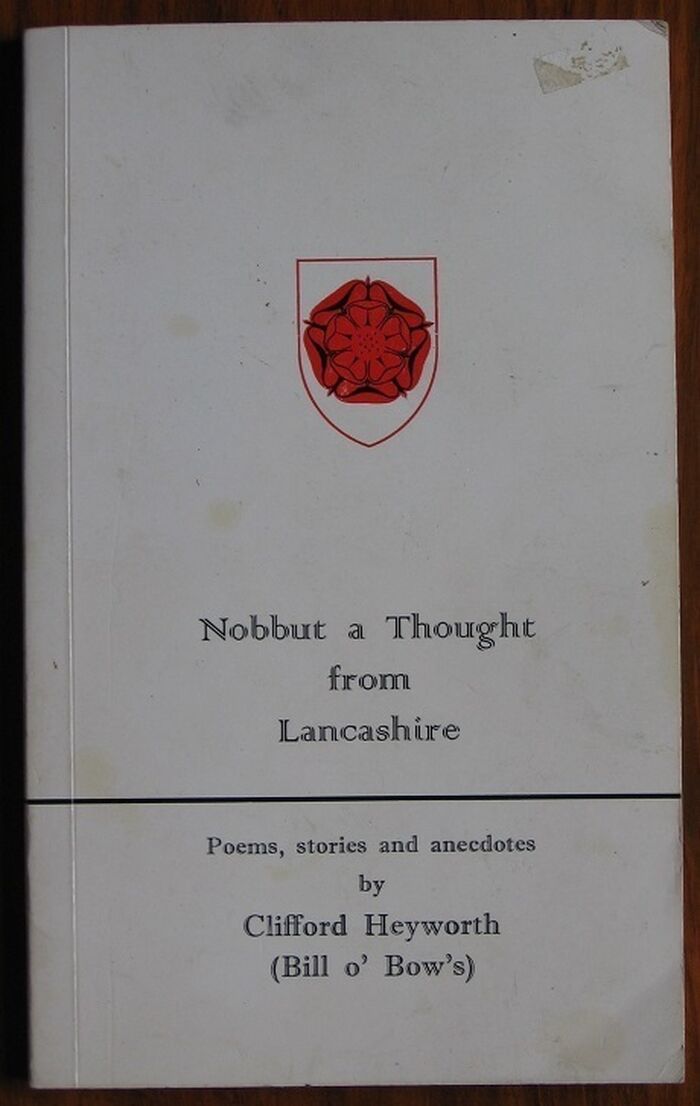 Nobbut a Thought
from
Lancashire
Poems, stories and anecdotes
by
Clifford Heyworth
(Bill o' Bow's)